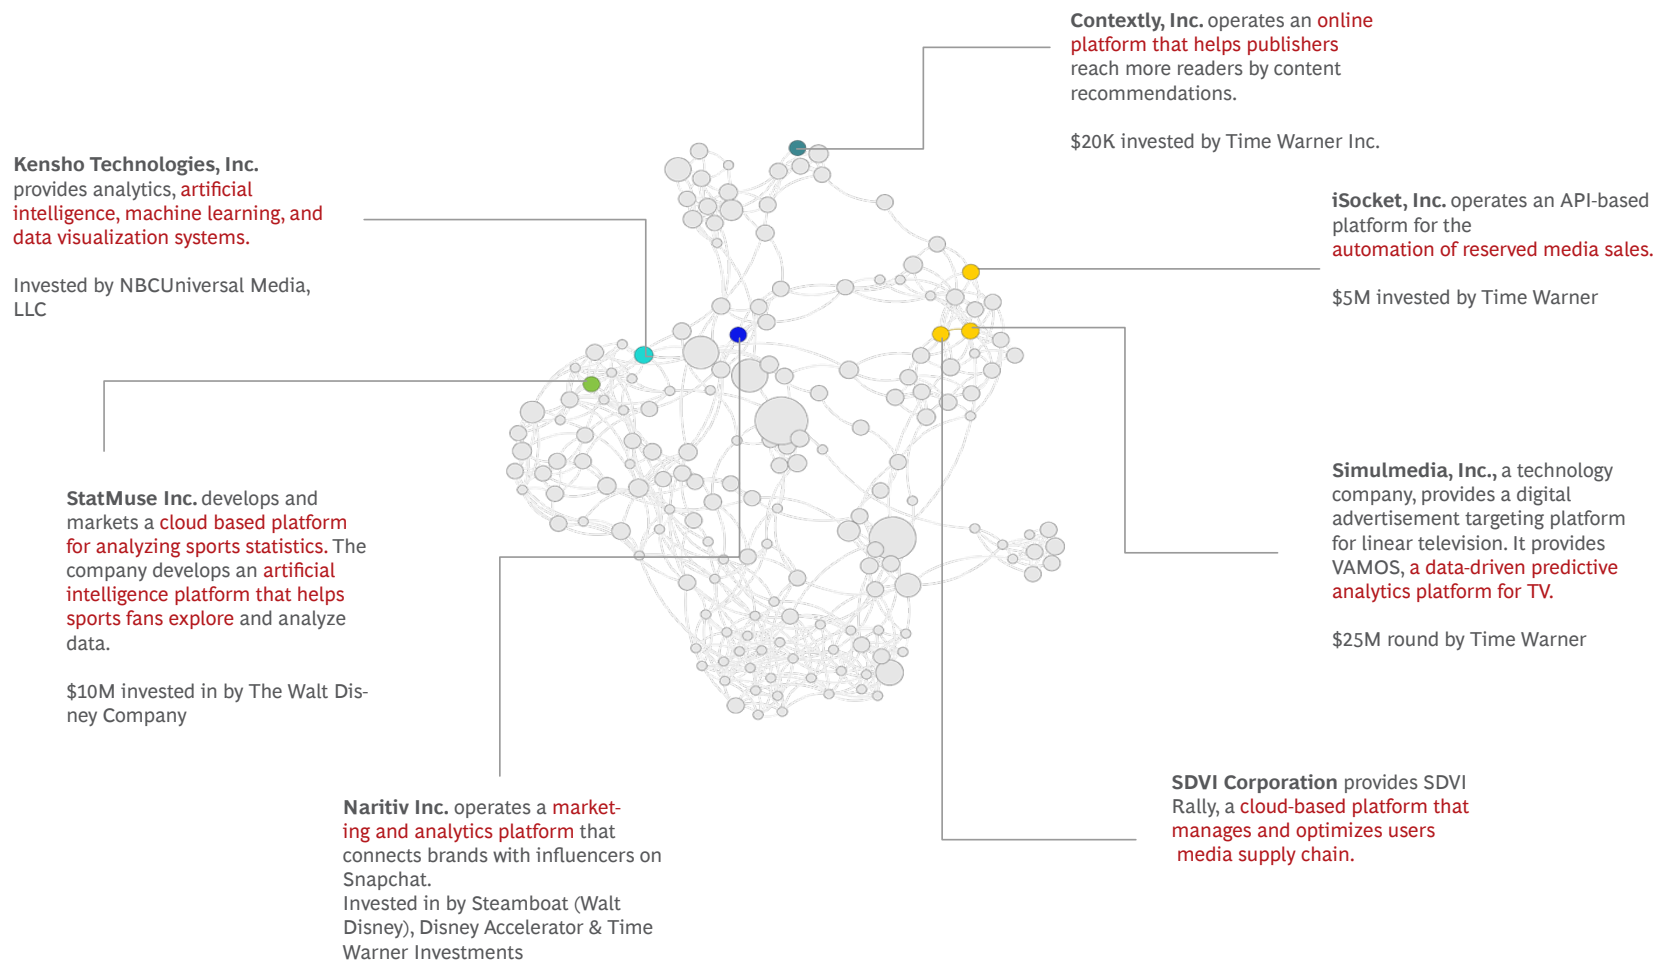 Contextly, Inc. operates an online
platform that helps publishers
reach more readers by content
recommendations.
$20K invested by Time Warner Inc.
Kensho Technologies, Inc.
provides analytics, artificial
intelligence, machine learning, and
data visualization systems.
Invested by NBCUniversal Media,
LLC
iSocket, Inc. operates an API-based
platform for the
automation of reserved media sales.
$5M invested by Time Warner
StatMuse Inc. develops and
markets a cloud based platform
for analyzing sports statistics. The
company develops an artificial
intelligence platform that helps
sports fans explore and analyze
data.
$10M invested in by The Walt Dis-
ney Company
Simulmedia, Inc., a technology
company, provides a digital
advertisement targeting platform
for linear television. It provides
VAMOS, a data-driven predictive
analytics platform for TV.
$25M round by Time Warner
Naritiv Inc. operates a market-
ing and analytics platform that
connects brands with influencers on
Snapchat.
Invested in by Steamboat (Walt
Disney), Disney Accelerator & Time
Warner Investments
SDVI Corporation provides SDVI
Rally, a cloud-based platform that
manages and optimizes users
media supply chain.